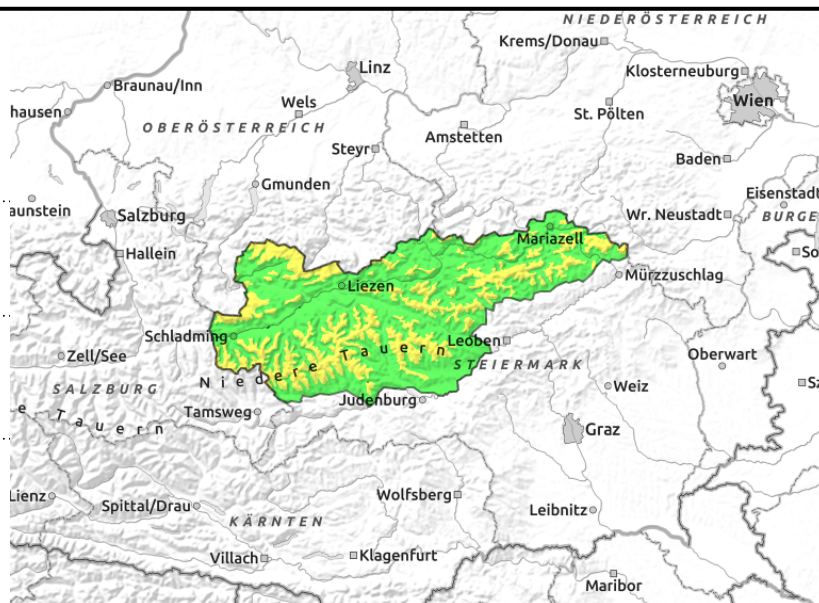 NIEDERÖSTERREICH
Krems/Donau
Linz
Klosterneuburg
Braunau/Inn
Wels
Wien
hausen
St. Pölten
OBERÖSTERREICH
Amstetten
Steyr
Baden
Gmunden
Eisenstadt
aunstein
Salzburg
Wr. Neustadt
BURGE
Mariazell
Hallein
So
Mürzzuschlag
Liezen
Schladming
Leoben
Zell/See
Niedere Tauern
STEIERMARK
Oberwart
SALZBURG
Weiz
Sz
Tamsweg
Judenburg
e Tauern
Graz
Lienz
Wolfsberg
Spittal/Drau
Leibnitz
KÄRNTEN
Villach
Klagenfurt
Maribor